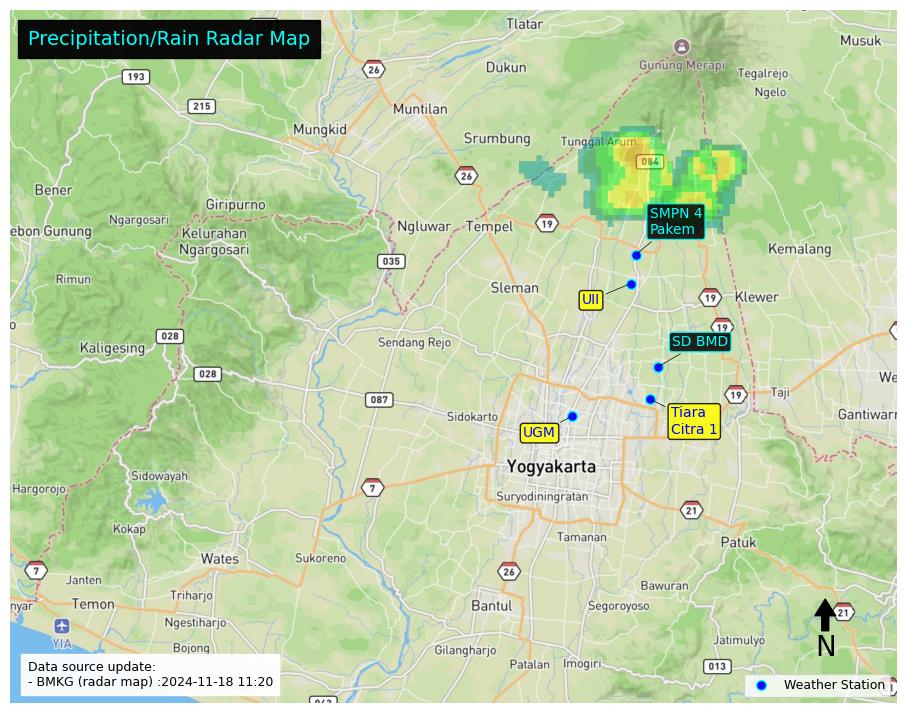 Precipitation/Rain Radar Map
Tlatar
Musuk
26
Dukun
Gunung Merapi
Tegalrejo
193
Ngelo
215
Muntilan
Mungkid
Srumbung
Tunggal Arum
084
26
Bener
Giripurno
SMPN 4
Pakem
Ngargosari
ebon Gunung
Kelurahan
Ngargosari
Ngluwar
Tempel
19
Kemalang
035
Rimun
Sleman
UII
19
Klewer
19
028
Kaligesing
Sendang Rejo
SD BMD
028
We
087
19
Taji
Sidokarto
Tiara
Citra 1
Gantiwarn
UGM
Yogyakarta
Sidowayah
Hargorojo
7
Suryodiningratan
21
Kokap
Tamanan
Patuk
Wates
Sukoreno
7
26
Janten
Bawuran
Triharjo
nyar
Temon
Bantul
Segoroyoso
21
Ngestiharjo
YIA
N
Bojong
Gilangharjo
Jatimulyo
Data source update:
- BMKG (radar map) :2024-11-18 11:20
Patalan
Imogiri
013
Weather Station